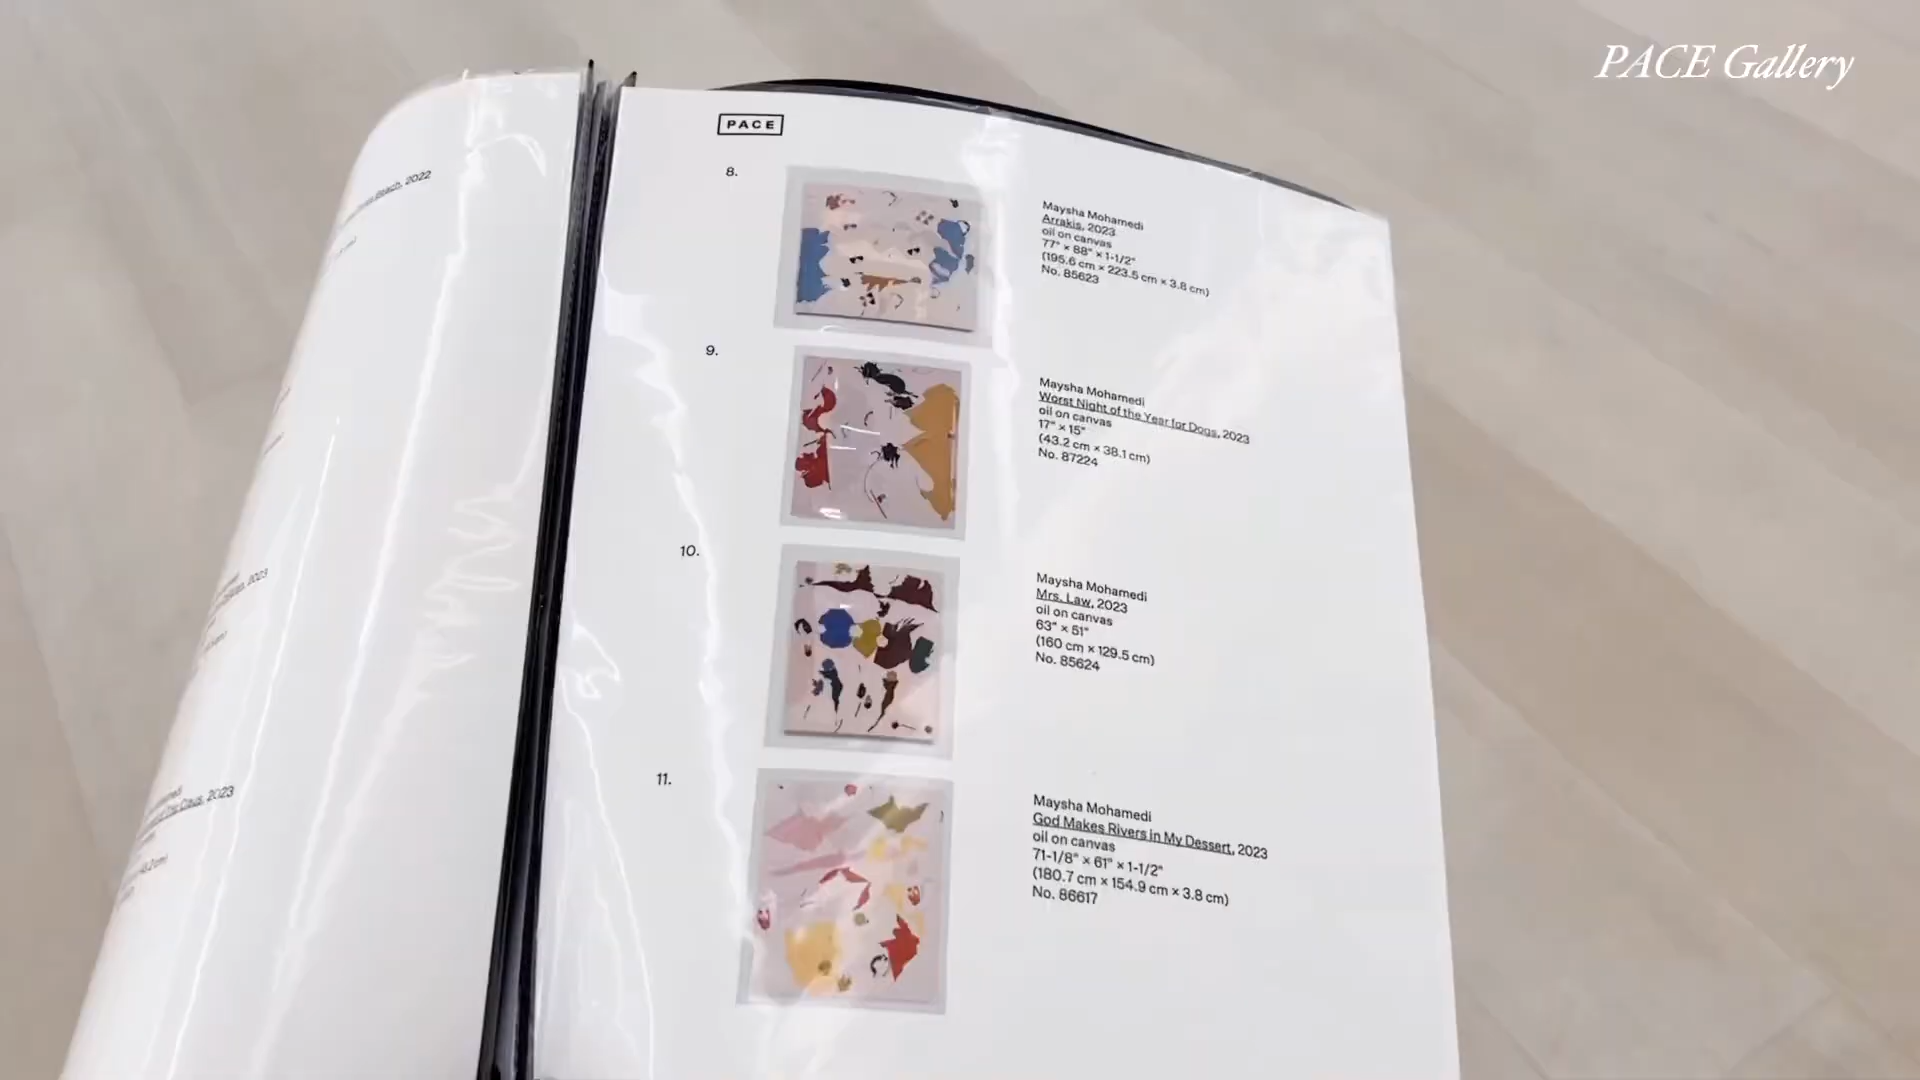 PACE Gallery
Beach, 2022
2023
2023
PACE
8.
Maysha Mohamedi
Arrakis, 2023
oil on canvas
77" × 88" × 1-1/2"
(195.6 cm × 223.5 cm × 3.8 cm)
No. 85623
9.
Maysha Mohamedi
Worst Night of the Year for Dogs, 2023
oil on canvas
17" × 15"
(43.2 cm × 38.1 cm)
No. 87224
10.
Maysha Mohamedi
Mrs. Law, 2023
oil on canvas
63" × 51"
(160 cm × 129.5 cm)
No. 85624
11.
Maysha Mohamedi
God Makes Rivers in My Dessert, 2023
oil on canvas
71-1/8" × 61" × 1-1/2"
(180.7 cm × 154.9 cm × 3.8 cm)
No. 86617